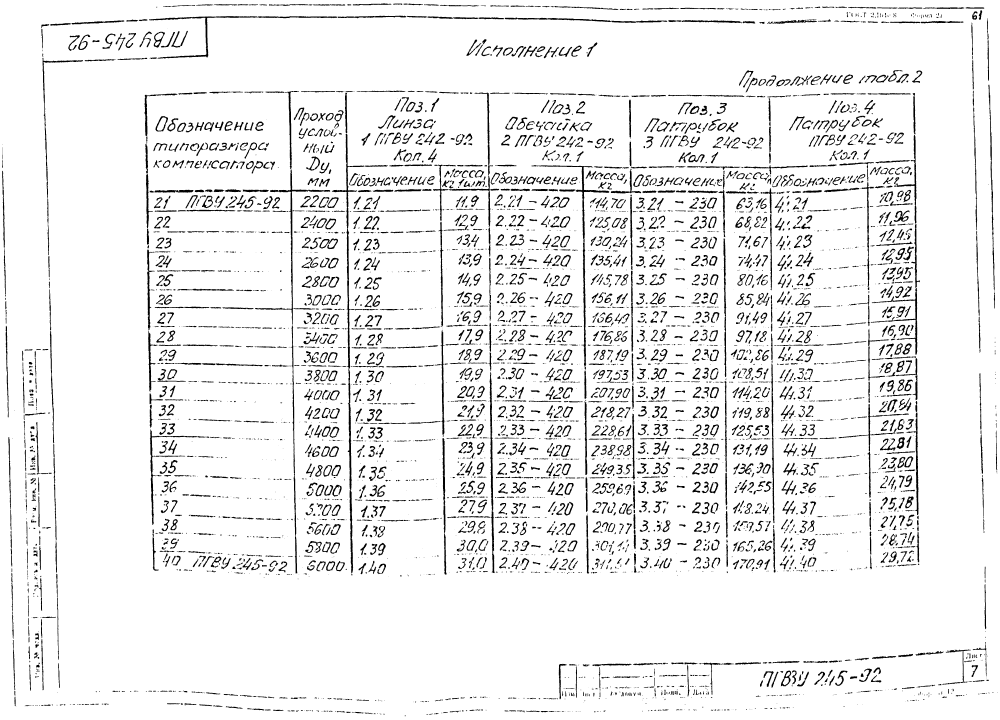 61
ПГВУ 245-92
Исполнение 1
Продолжение табл. 2
Обозначение типоразмера компенсатора | Проход условный Dу, мм | Поз. 1 Линза 1 ПГВУ 242-92 Кол. 4 | Поз. 2 Обечайка 2 ПГВУ 242-92 Кол. 1 | Поз. 3 Патрубок 3 ПГВУ 242-92 Кол. 1 | Поз. 4 Патрубок ПГВУ 242-92 Кол. 1
Обозначение | Масса, кг 1шт. | Обозначение | Масса, кг | Обозначение | Масса, кг | Обозначение | Масса, кг
21 ПГВУ 245-92 2200 1.21 11,9 2.21-420 114,70 3.21-230 63,16 4.21 10,98
22 2400 1.22 12,9 2.22-420 125,08 3.22-230 68,82 4.22 11,96
23 2500 1.23 13,4 2.23-420 130,24 3.23-230 71,67 4.23 12,45
24 2600 1.24 13,9 2.24-420 135,41 3.24-230 74,47 4.24 12,95
25 2800 1.25 14,9 2.25-420 145,78 3.25-230 80,16 4.25 13,95
26 3000 1.26 15,9 2.26-420 156,11 3.26-230 85,84 4.26 14,92
27 3200 1.27 16,9 2.27-420 166,49 3.27-230 91,49 4.27 15,91
28 3400 1.28 17,9 2.28-420 176,86 3.28-230 97,18 4.28 16,90
29 3600 1.29 18,9 2.29-420 187,19 3.29-230 102,86 4.29 17,88
30 3800 1.30 19,9 2.30-420 197,53 3.30-230 108,51 4.30 18,87
31 4000 1.31 20,9 2.31-420 207,90 3.31-230 114,20 4.31 19,86
32 4200 1.32 21,9 2.32-420 218,27 3.32-230 119,88 4.32 20,84
33 4400 1.33 22,9 2.33-420 228,61 3.33-230 125,53 4.33 21,83
34 4600 1.34 23,9 2.34-420 238,98 3.34-230 131,19 4.34 22,81
35 4800 1.35 24,9 2.35-420 249,35 3.35-230 136,90 4.35 23,80
36 5000 1.36 25,9 2.36-420 259,69 3.36-230 142,55 4.36 24,79
37 1.37 27,9 2.37-420 270,06 3.37-230 148,24 4.37 25,78
38 5600 1.38 29,8 2.38-420 290,77 3.38-230 159,57 4.38 27,75
39 5800 1.39 30,0 2.39-420 3.39-230 165,26 4.39 28,74
40 ПГВУ 245-92 6000 1.40 31,0 2.40-420 3.40-230 170,91 4.40 29,72
ПГВУ 245-92
Лист
7